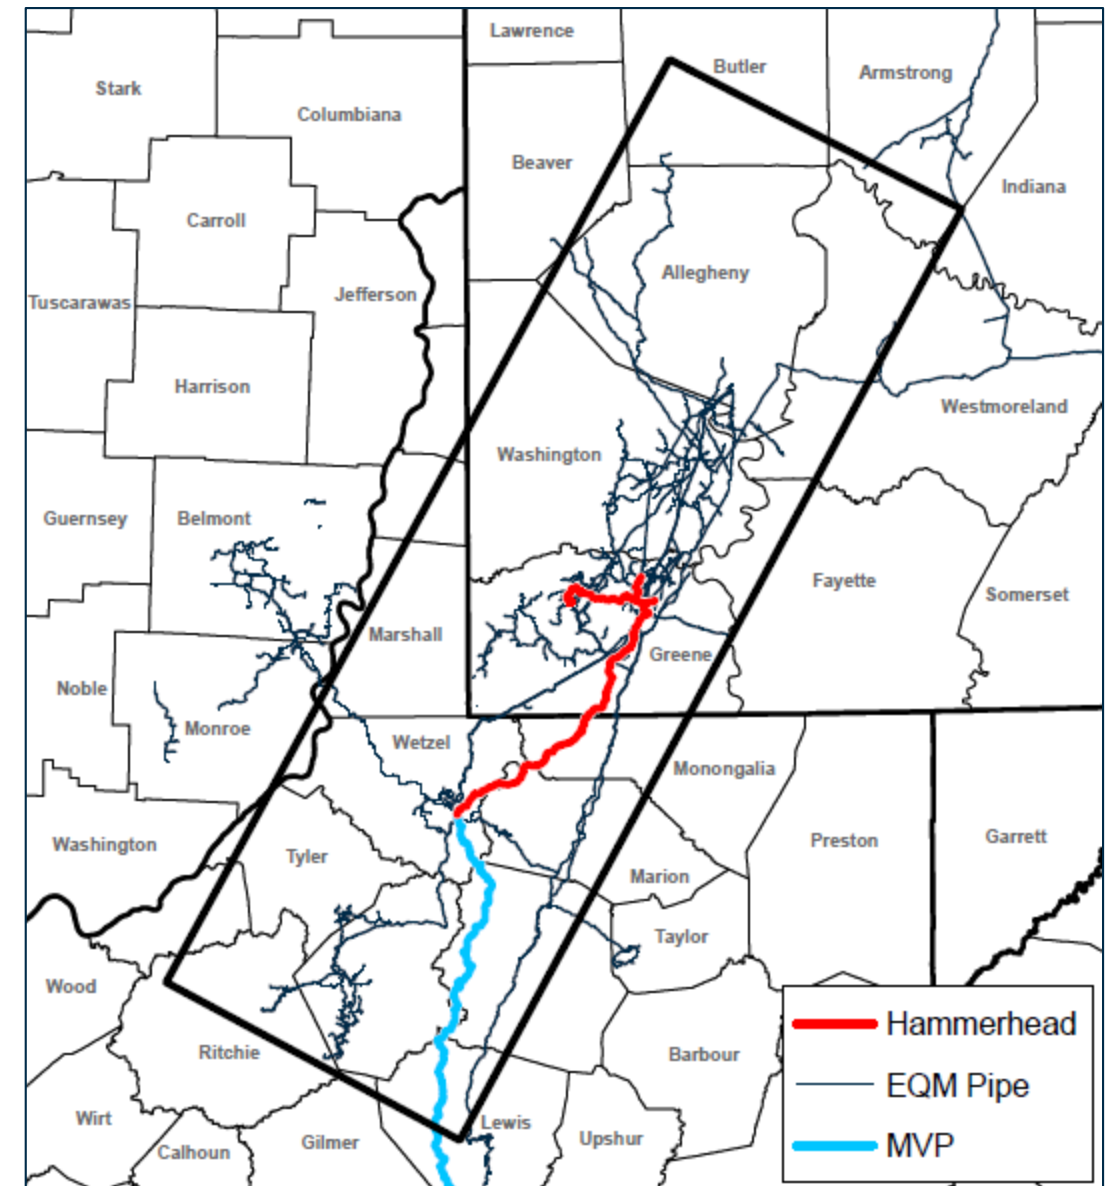 Lawrence
Butler
Armstrong
Stark
Columbiana
Beaver
Indiana
Carroll
Allegheny
Jefferson
Tuscarawas
Harrison
Westmoreland
Washington
Guernsey
Belmont
Fayette
Somerset
Marshall
Greene
Noble
Monroe
Wetzel
Monongalia
Washington
Tyler
Preston
Garrett
Marion
Taylor
Wood
Ritchie
Barbour
Wirt
Calhoun
Gilmer
Lewis
Upshur
Hammerhead
EQM Pipe
MVP